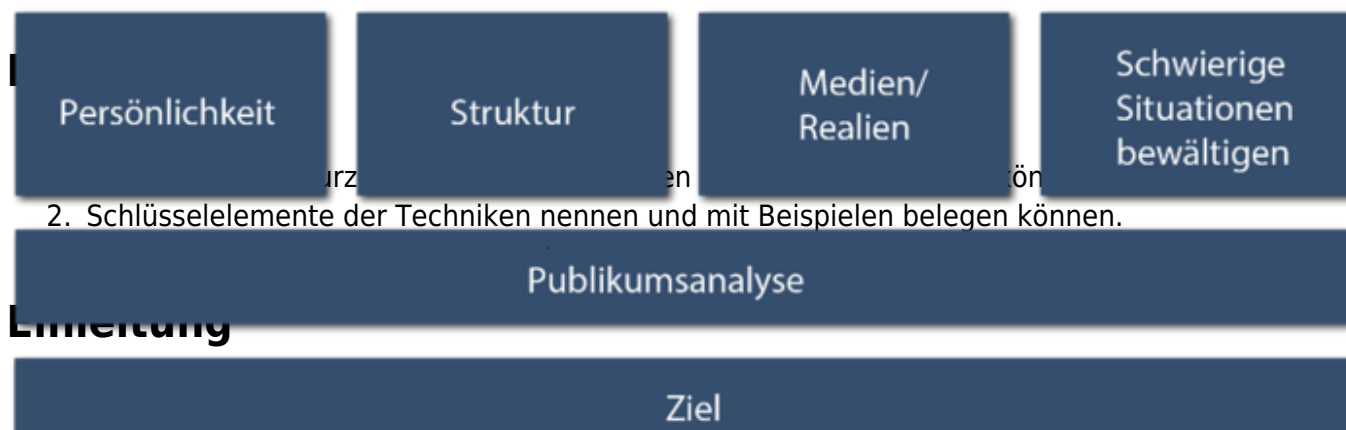 Persönlichkeit
Struktur
Medien/
Realien
Schwierige
Situationen
bewältigen
2. Schlüsselelemente der Techniken nennen und mit Beispielen belegen können.
Publikumsanalyse
Einleitung
Ziel